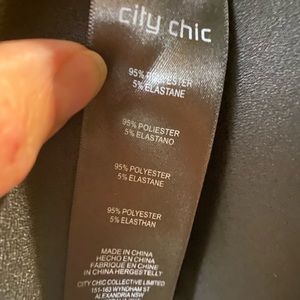 city chic
95% POLYESTER
5% ELASTANE
95% POLIESTER
5% ELASTANO
95% POLYESTER
5% ELASTANE
95% POLYESTER
5% ELASTHAN
MADE IN CHINA
HECHO EN CHINA
FABRIQUE EN CHINE
IN CHINA HERGESTELLT
CITY CHIC COLLECTIVE LIMITED
151-163 WYNDHAM ST
ALEXANDRIA NSW